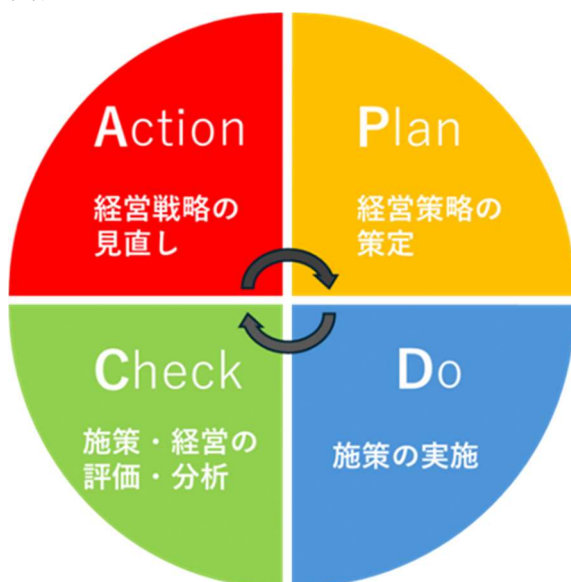 Action
経営戦略の
見直し
Plan
経営策略の
策定
Check
施策・経営の
評価・分析
Do
施策の実施